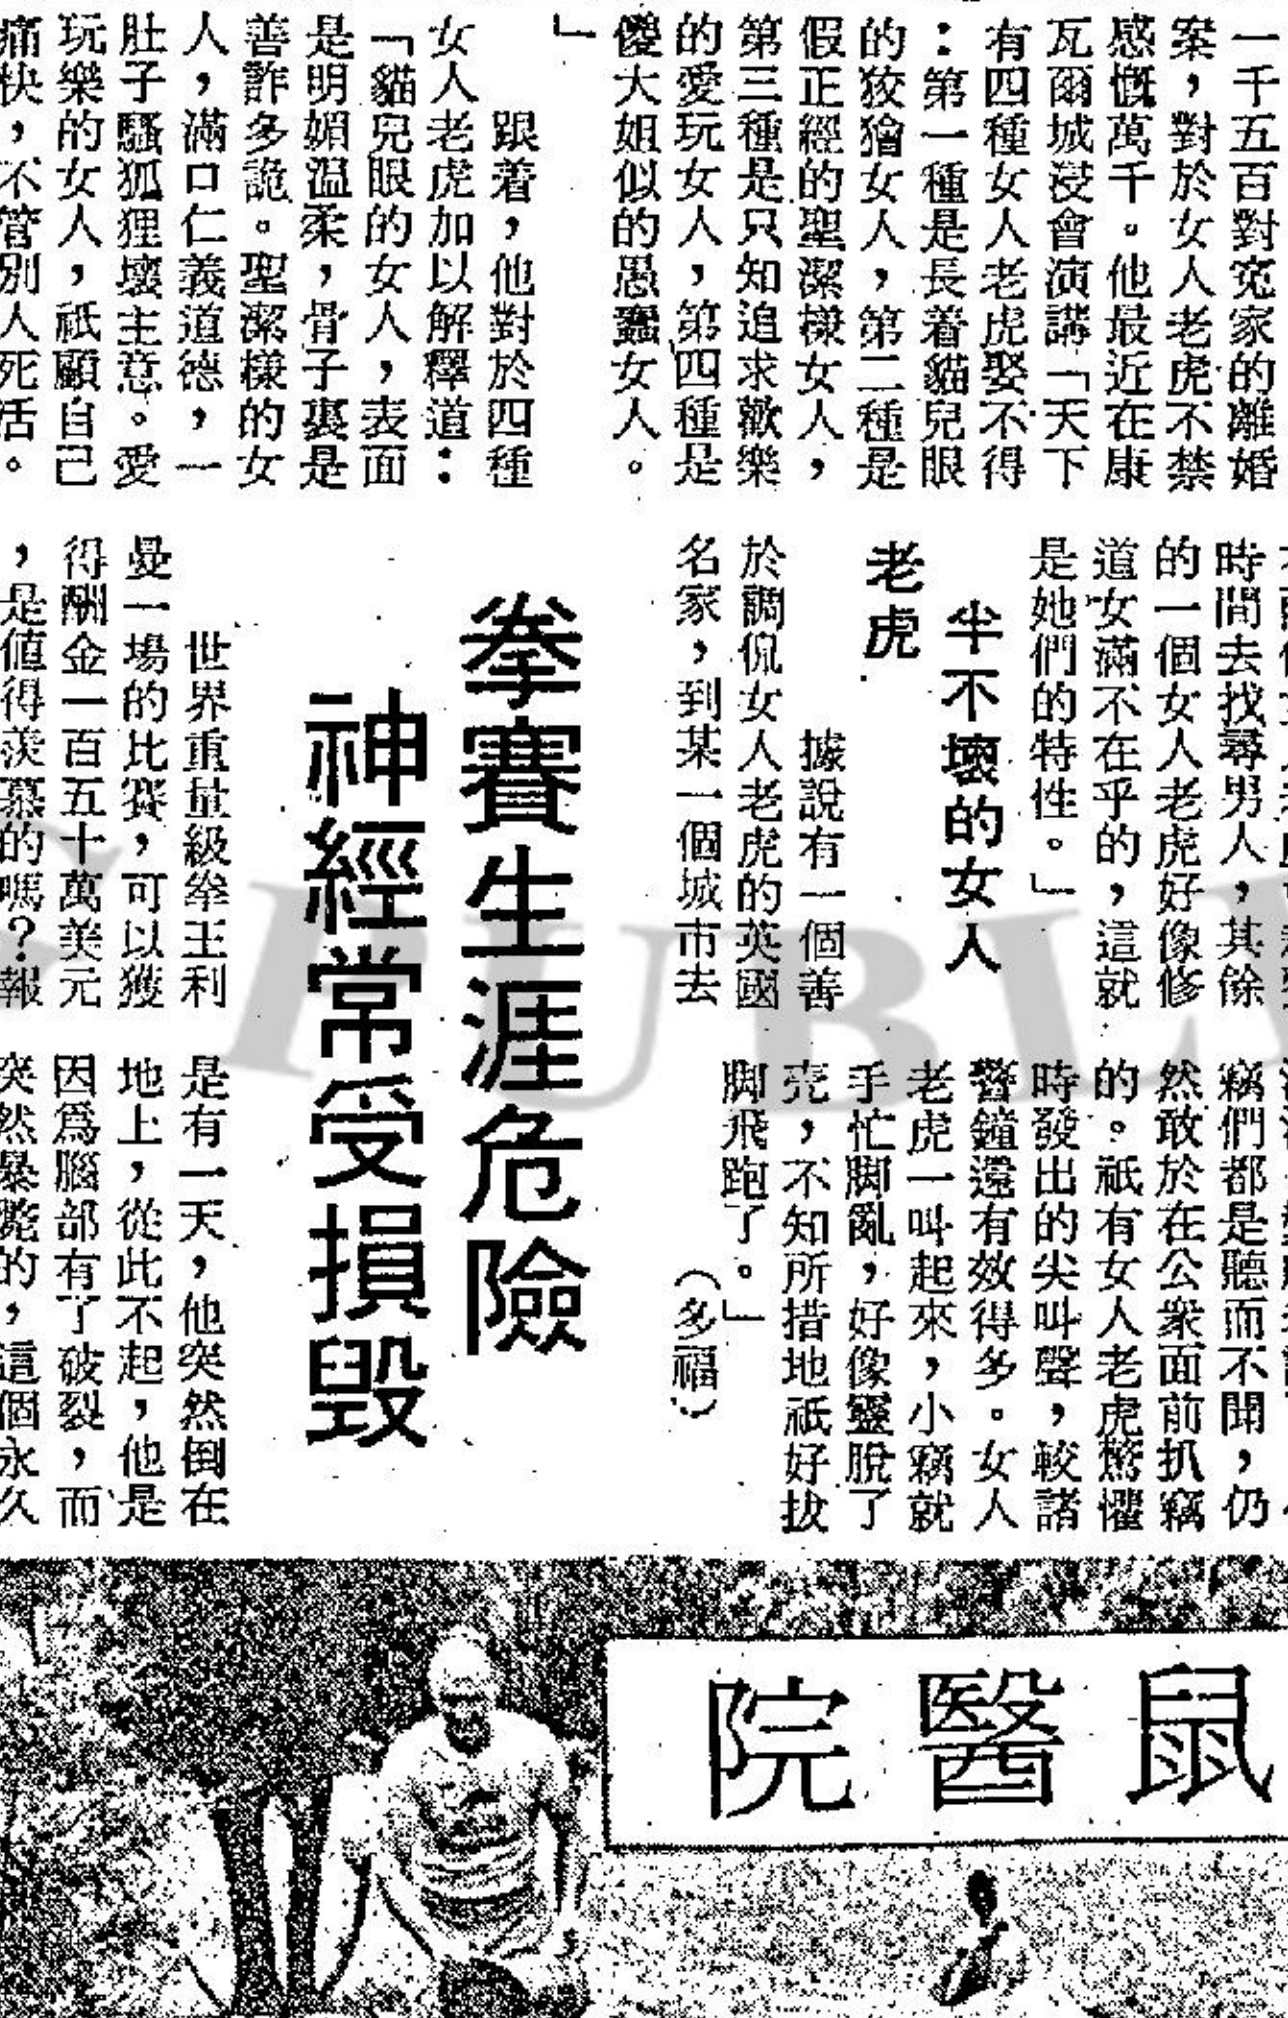 一千五百對冤家的離婚
案，對於女人老虎不禁
感慨萬千。他最近在康
瓦爾城㝷會演講「天下
有四種女人老虎娶不得
：第一種是長着貓兒眼
的狡獪女人，第二種是
假正經的聖潔樣女人，
第三種是只知追求歡樂
的愛玩女人，第四種是
儍大姐似的愚蠶女人。
」
跟着，他對於四種
女人老虎加以解釋道：
「貓兒眼的女人，表面
是明媚溫柔，骨子裏是
善詐多詭。聖潔樣的女
人，滿口仁義道德，一
肚子騷狐狸壞主意。愛
玩樂的女人，祇顧自己
痛快，不管別人死活。
時間去找尋男人，其餘
的一個女人老虎好像修
道女滿不在乎的，這就
是她們的特性。」
半不壞的女人
老虎
據說有一個善
於調侃女人老虎的英國
名家，到某一個城市去
竊們都是聽而不聞，仍
然敢於在公衆面前扒竊
的。祇有女人老虎驚懼
時發出的尖叫聲，較諸
警鐘還有效得多。女人
老虎一叫起來，小竊就
手忙脚亂，好像靈脫了
壳，不知所措地祇好拔
脚飛跑了。」
（多福）
拳賽生涯危險
神經常受損毀
世界重量級拳王利
曼一場的比賽，可以獲
得酬金一百五十萬美元
，是值得羨慕的嗎？報
是有一天，他突然倒在
地上，從此不起，他是
因爲腦部有了破裂，而
突然暴斃的，這個永久
鼠醫院
PUBLI